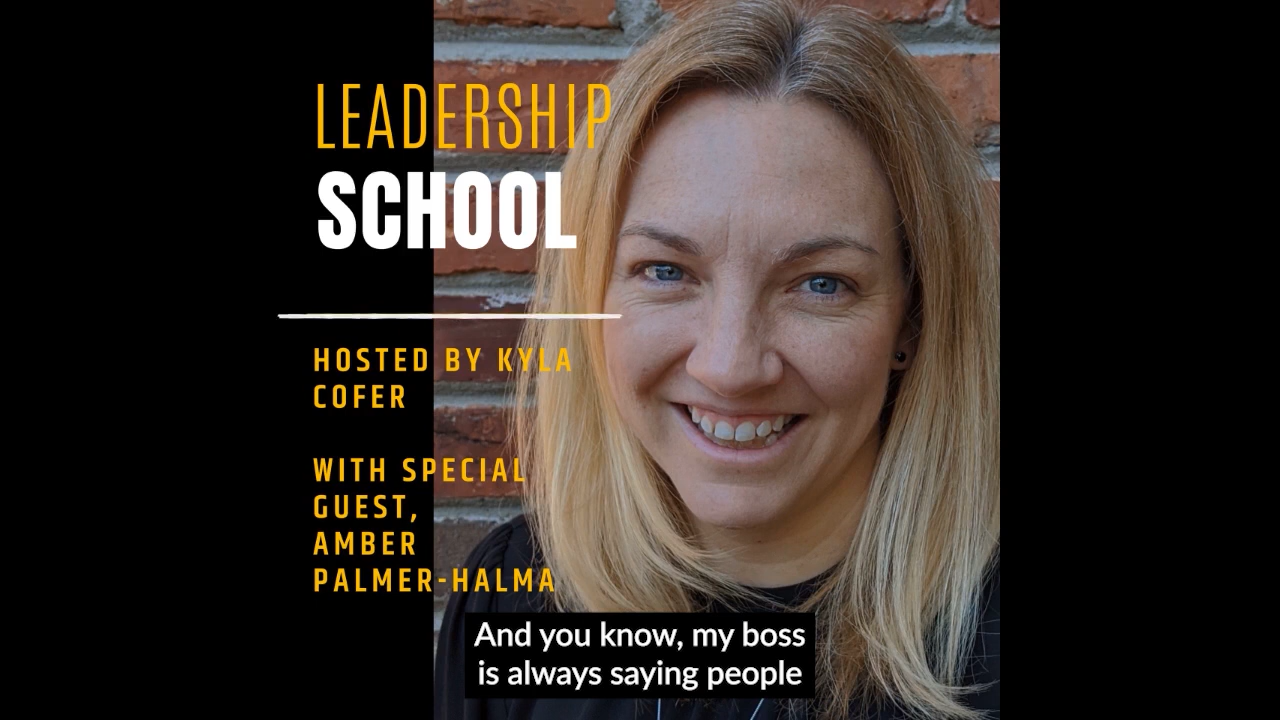 LEADERSHIP
SCHOOL
HOSTED BY KYLA
COFER
WITH SPECIAL
GUEST,
AMBER
PALMER-HALMA
And you know, my boss
is always saying people